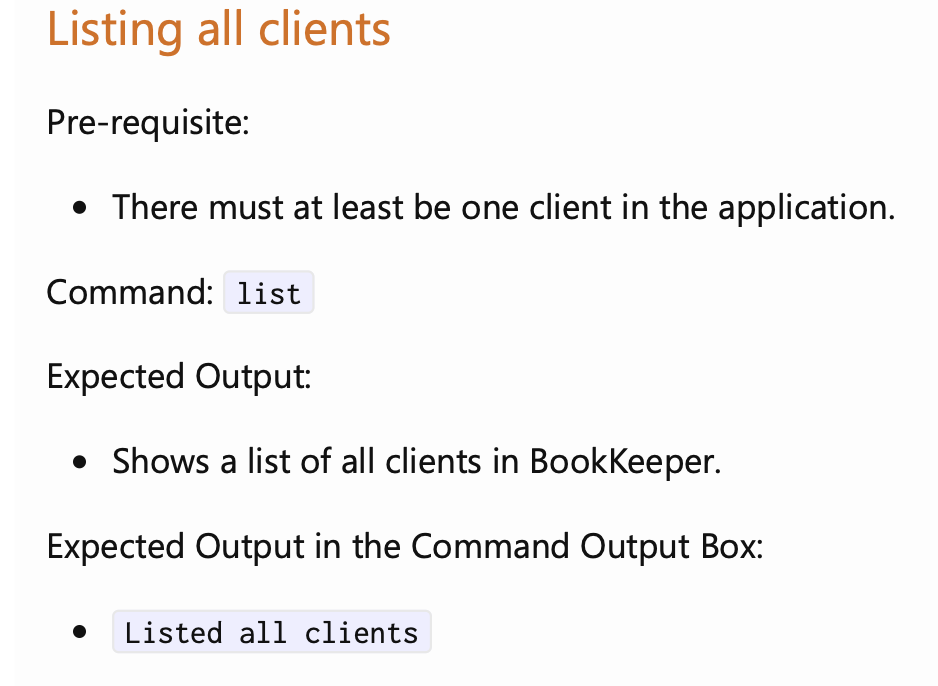 Listing all clients
Pre-requisite:
• There must at least be one client in the application.
Command: list
Expected Output:
• Shows a list of all clients in BookKeeper.
Expected Output in the Command Output Box:
• Listed all clients